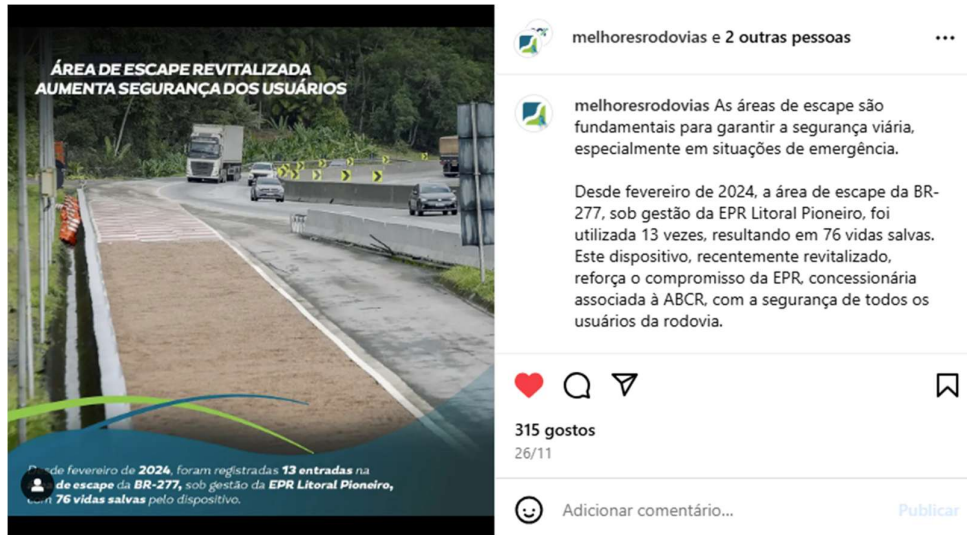 ÁREA DE ESCAPE REVITALIZADA
AUMENTA SEGURANÇA DOS USUÁRIOS
Desde fevereiro de 2024, foram registradas 13 entradas na
de escape da BR-277, sob gestão da EPR Litoral Pioneiro,
76 vidas salvas pelo dispositivo.
melhoresrodovias e 2 outras pessoas
melhoresrodovias As áreas de escape são
fundamentais para garantir a segurança viária,
especialmente em situações de emergência.
Desde fevereiro de 2024, a área de escape da BR-
277, sob gestão da EPR Litoral Pioneiro, foi
utilizada 13 vezes, resultando em 76 vidas salvas.
Este dispositivo, recentemente revitalizado,
reforça o compromisso da EPR, concessionária
associada à ABCR, com a segurança de todos os
usuários da rodovia.
315 gostos
26/11
Adicionar comentário...
Publicar